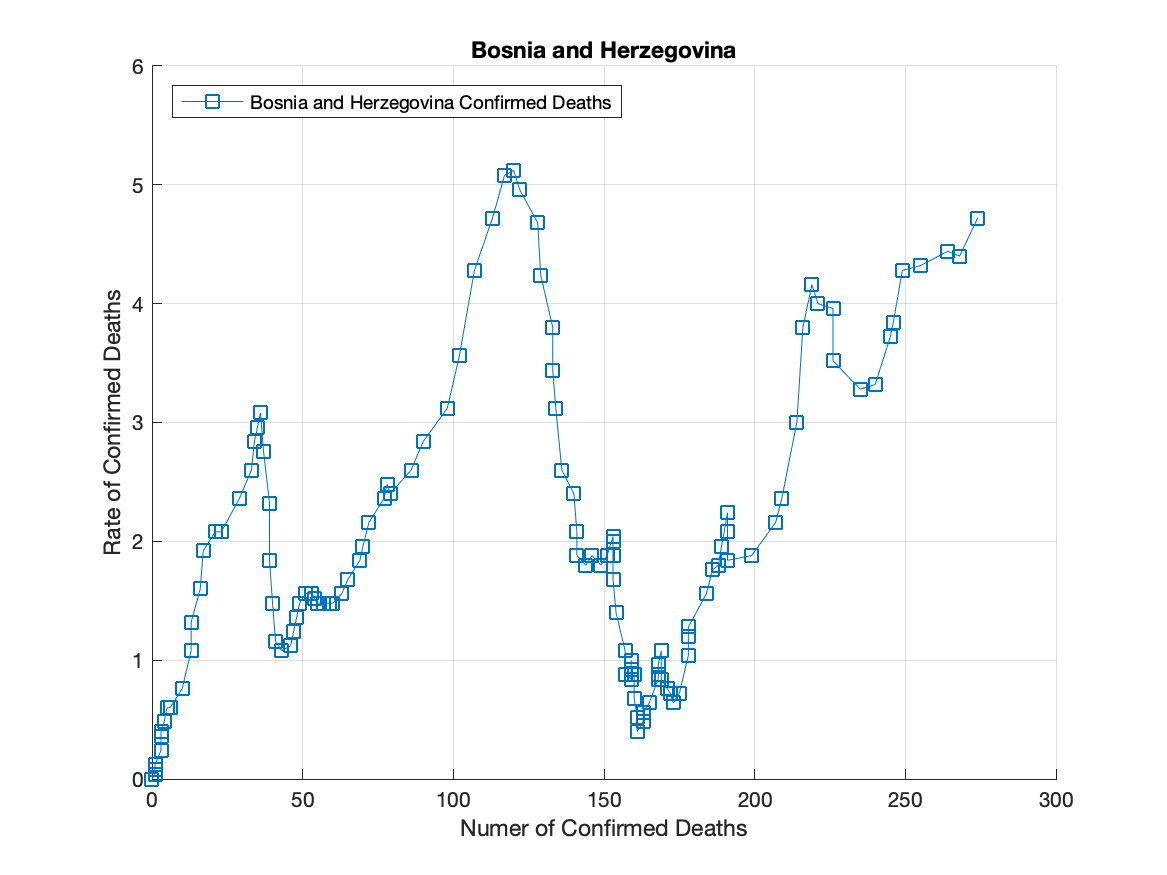 Bosnia and Herzegovina
Bosnia and Herzegovina Confirmed Deaths
Rate of Confirmed Deaths
6
5
4
3
2
1
0
0 50 100 150 200 250 300
Numer of Confirmed Deaths